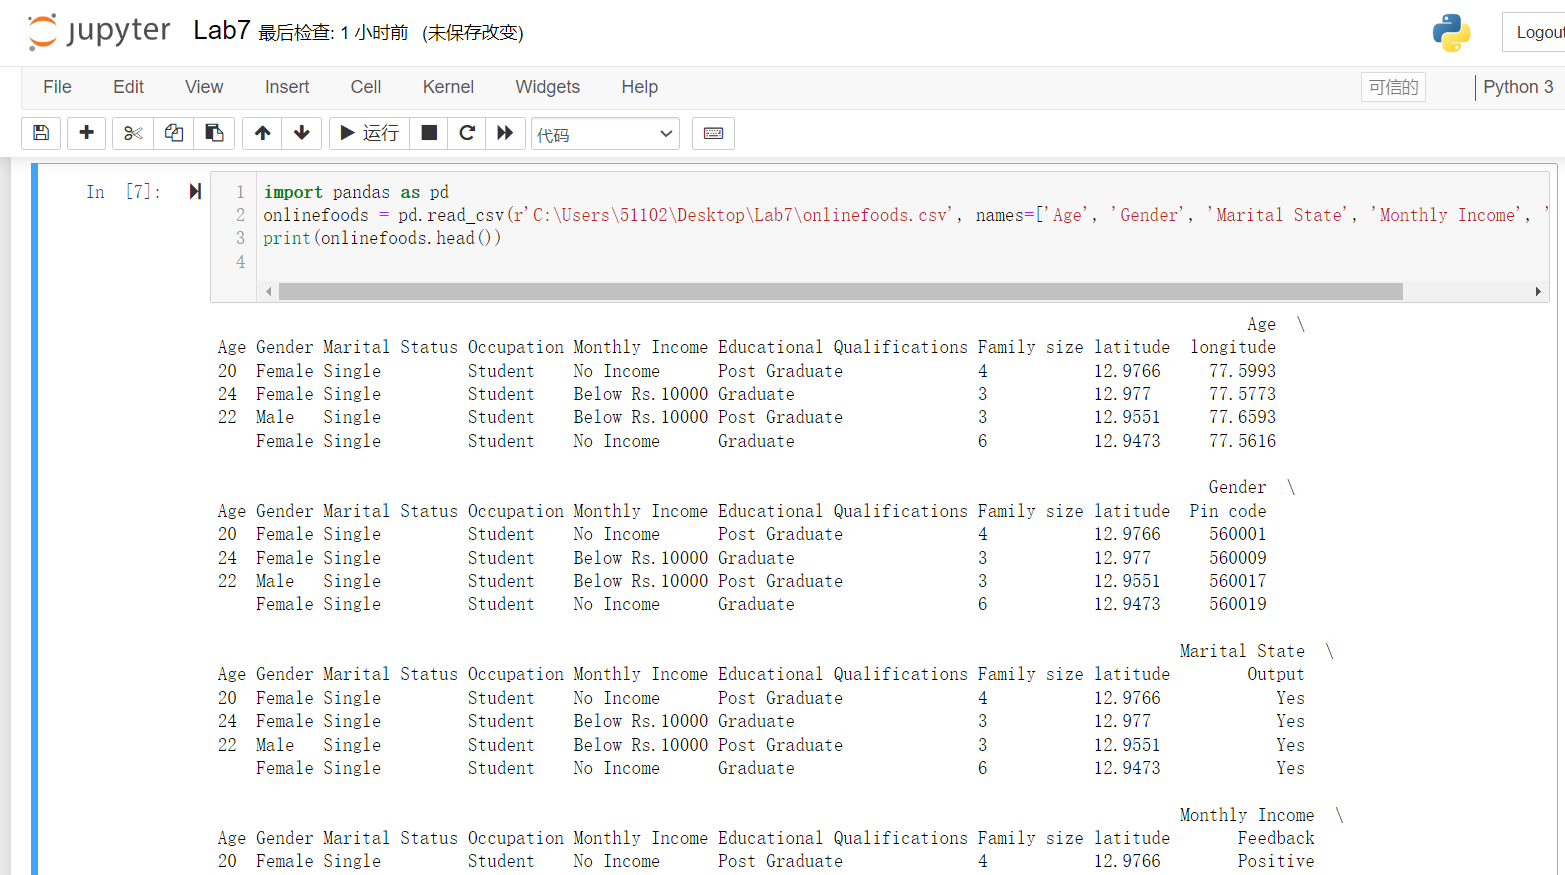 jupyter Lab7 最后检查: 1 小时前 (未保存改变)
Logout
File Edit View Insert Cell Kernel Widgets Help 可信的 Python 3
运行 代码
In [7]:
1 import pandas as pd
2 onlinefoods = pd.read_csv(r'C:\Users\51102\Desktop\Lab7\onlinefoods.csv', names=['Age', 'Gender', 'Marital State', 'Monthly Income', '
3 print(onlinefoods.head())
4
Age \
Age Gender Marital Status Occupation Monthly Income Educational Qualifications Family size latitude longitude
20 Female Single Student No Income Post Graduate 4 12.9766 77.5993
24 Female Single Student Below Rs.10000 Graduate 3 12.977 77.5773
22 Male Single Student Below Rs.10000 Post Graduate 3 12.9551 77.6593
Female Single Student No Income Graduate 6 12.9473 77.5616
Gender \
Age Gender Marital Status Occupation Monthly Income Educational Qualifications Family size latitude Pin code
20 Female Single Student No Income Post Graduate 4 12.9766 560001
24 Female Single Student Below Rs.10000 Graduate 3 12.977 560009
22 Male Single Student Below Rs.10000 Post Graduate 3 12.9551 560017
Female Single Student No Income Graduate 6 12.9473 560019
Marital State \
Age Gender Marital Status Occupation Monthly Income Educational Qualifications Family size latitude Output
20 Female Single Student No Income Post Graduate 4 12.9766 Yes
24 Female Single Student Below Rs.10000 Graduate 3 12.977 Yes
22 Male Single Student Below Rs.10000 Post Graduate 3 12.9551 Yes
Female Single Student No Income Graduate 6 12.9473 Yes
Monthly Income \
Age Gender Marital Status Occupation Monthly Income Educational Qualifications Family size latitude Feedback
20 Female Single Student No Income Post Graduate 4 12.9766 Positive